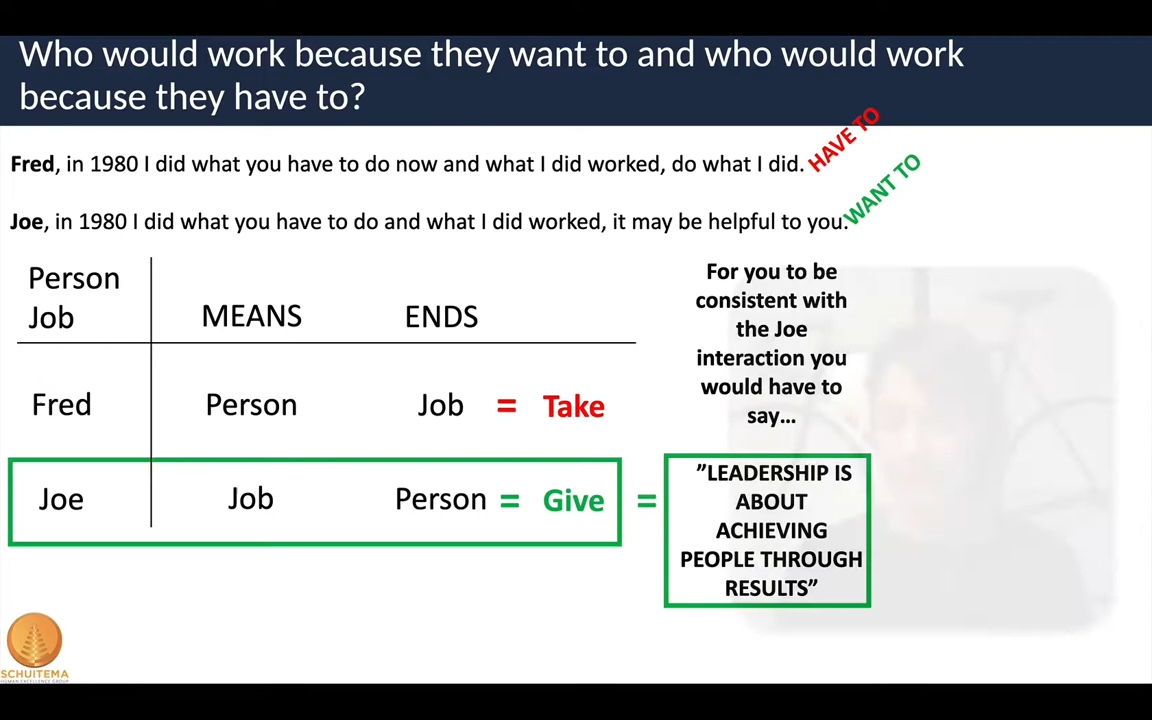 Who would work because they want to and who would work
because they have to?
Fred, in 1980 I did what you have to do now and what I did worked, do what I did. HAVE TO
Joe, in 1980 I did what you have to do and what I did worked, it may be helpful to you. WANT TO
Person
Job MEANS ENDS
Fred Person Job = Take
Joe Job Person = Give =
For you to be
consistent with
the Joe
interaction you
would have to
say...
”LEADERSHIP IS
ABOUT
ACHIEVING
PEOPLE THROUGH
RESULTS”
SCHUITEMA
HUMAN EXCELLENCE GROUP